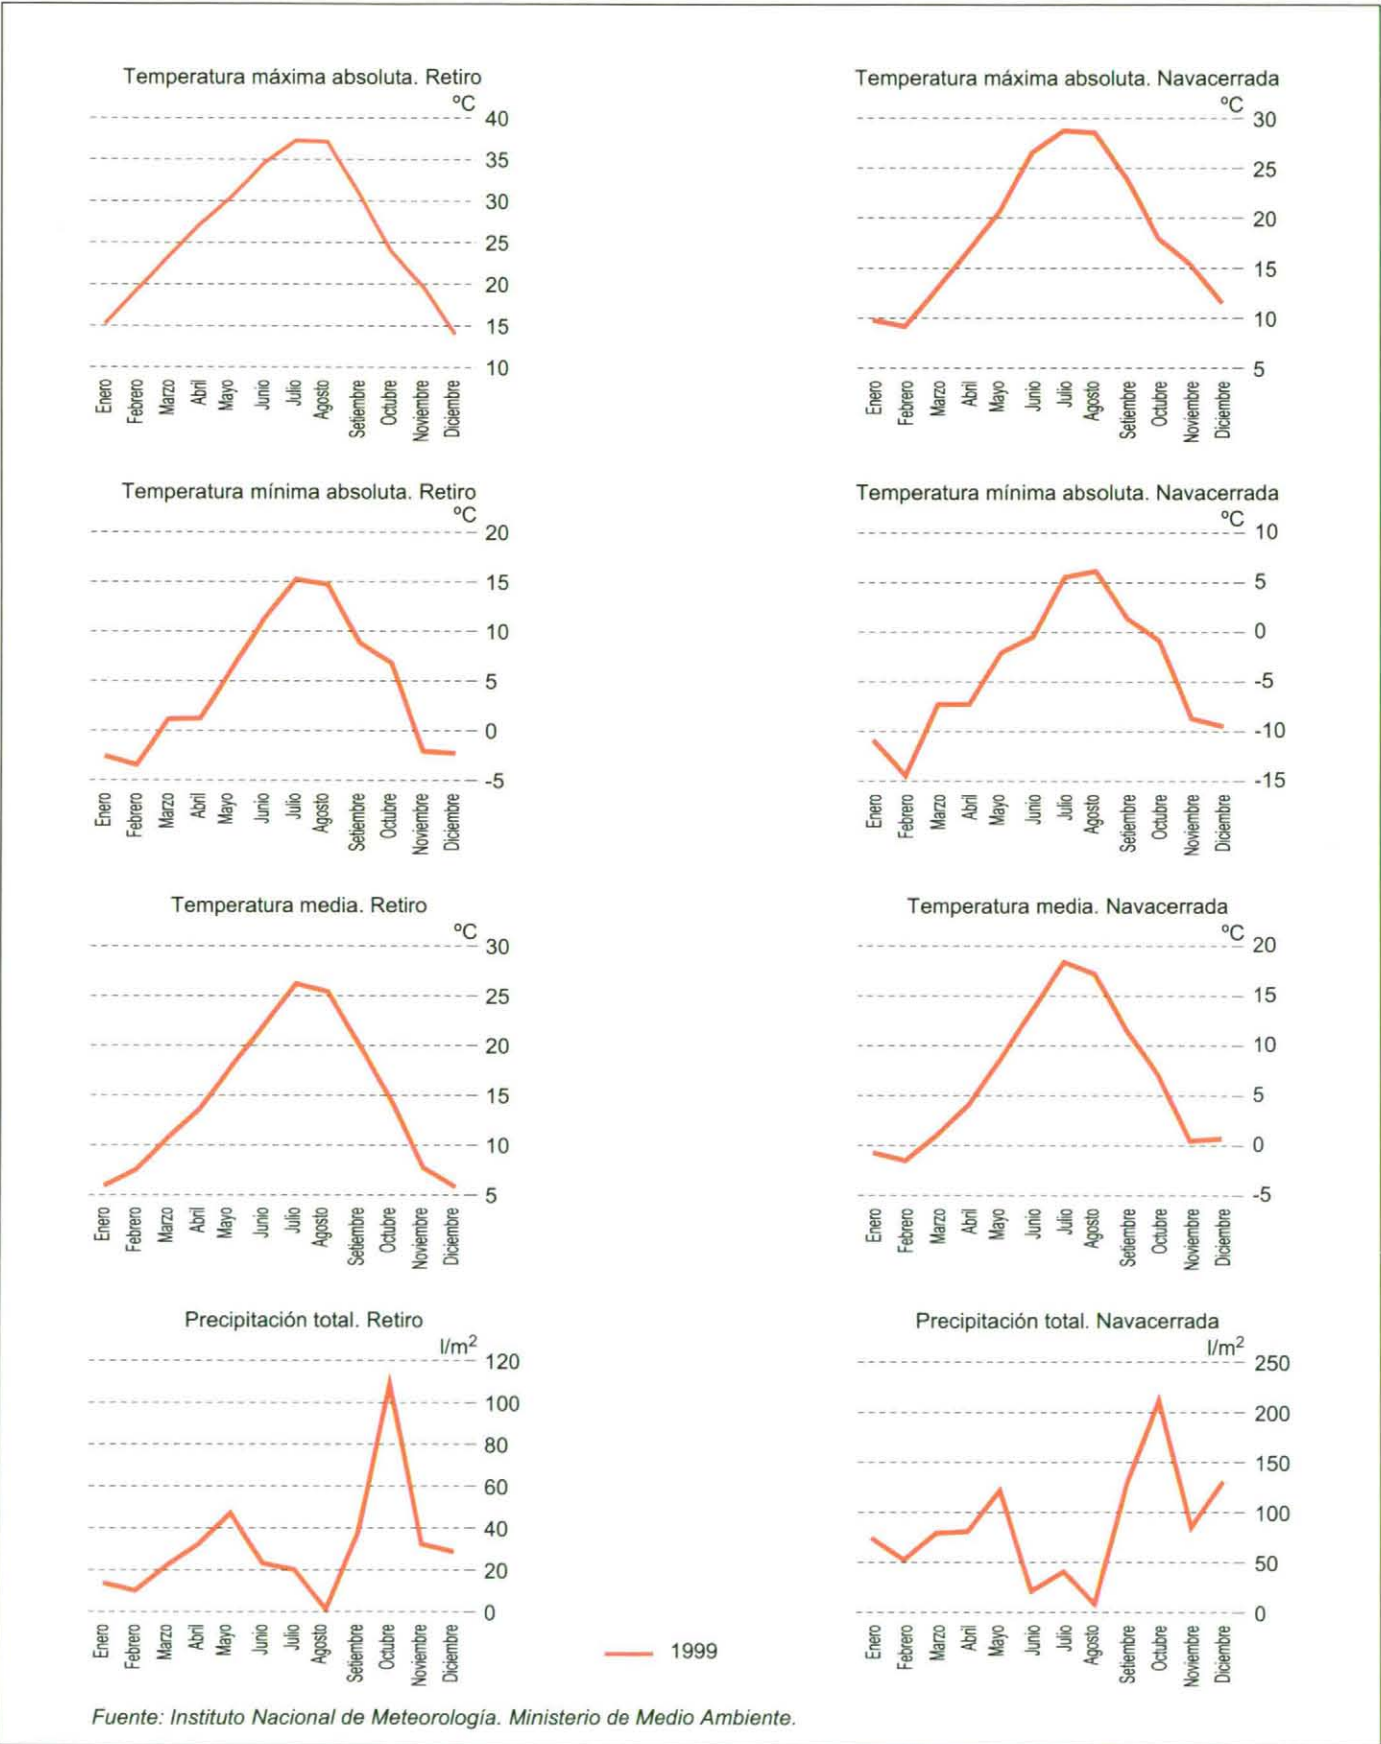 Temperatura máxima absoluta. Retiro
ºC
40
35
30
25
20
15
10
Enero
Febrero
Marzo
Abril
Mayo
Junio
Julio
Agosto
Setiembre
Octubre
Noviembre
Diciembre
Temperatura máxima absoluta. Navacerrada
ºC
30
25
20
15
10
5
Enero
Febrero
Marzo
Abril
Mayo
Junio
Julio
Agosto
Setiembre
Octubre
Noviembre
Diciembre
Temperatura mínima absoluta. Retiro
ºC
20
15
10
5
0
-5
Enero
Febrero
Marzo
Abril
Mayo
Junio
Julio
Agosto
Setiembre
Octubre
Noviembre
Diciembre
Temperatura mínima absoluta. Navacerrada
ºC
10
5
0
-5
-10
-15
Enero
Febrero
Marzo
Abril
Mayo
Junio
Julio
Agosto
Setiembre
Octubre
Noviembre
Diciembre
Temperatura media. Retiro
ºC
30
25
20
15
10
5
Enero
Febrero
Marzo
Abril
Mayo
Junio
Julio
Agosto
Setiembre
Octubre
Noviembre
Diciembre
Temperatura media. Navacerrada
ºC
20
15
10
5
0
-5
Enero
Febrero
Marzo
Abril
Mayo
Junio
Julio
Agosto
Setiembre
Octubre
Noviembre
Diciembre
Precipitación total. Retiro
l/m²
120
100
80
60
40
20
0
Enero
Febrero
Marzo
Abril
Mayo
Junio
Julio
Agosto
Setiembre
Octubre
Noviembre
Diciembre
Precipitación total. Navacerrada
l/m²
250
200
150
100
50
0
Enero
Febrero
Marzo
Abril
Mayo
Junio
Julio
Agosto
Setiembre
Octubre
Noviembre
Diciembre
1999
Fuente: Instituto Nacional de Meteorología. Ministerio de Medio Ambiente.